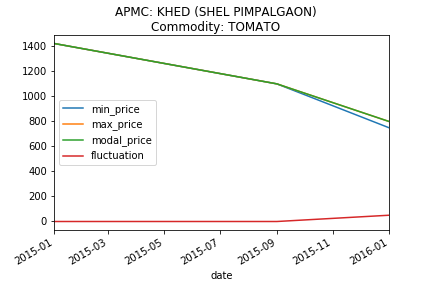 APMC: KHED (SHEL PIMPALGAON)
Commodity: TOMATO
1400
1200
1000
800
600
400
200
0
min_price
max_price
modal_price
fluctuation
2015-01
2015-03
2015-05
2015-07
2015-09
2015-11
2016-01
date